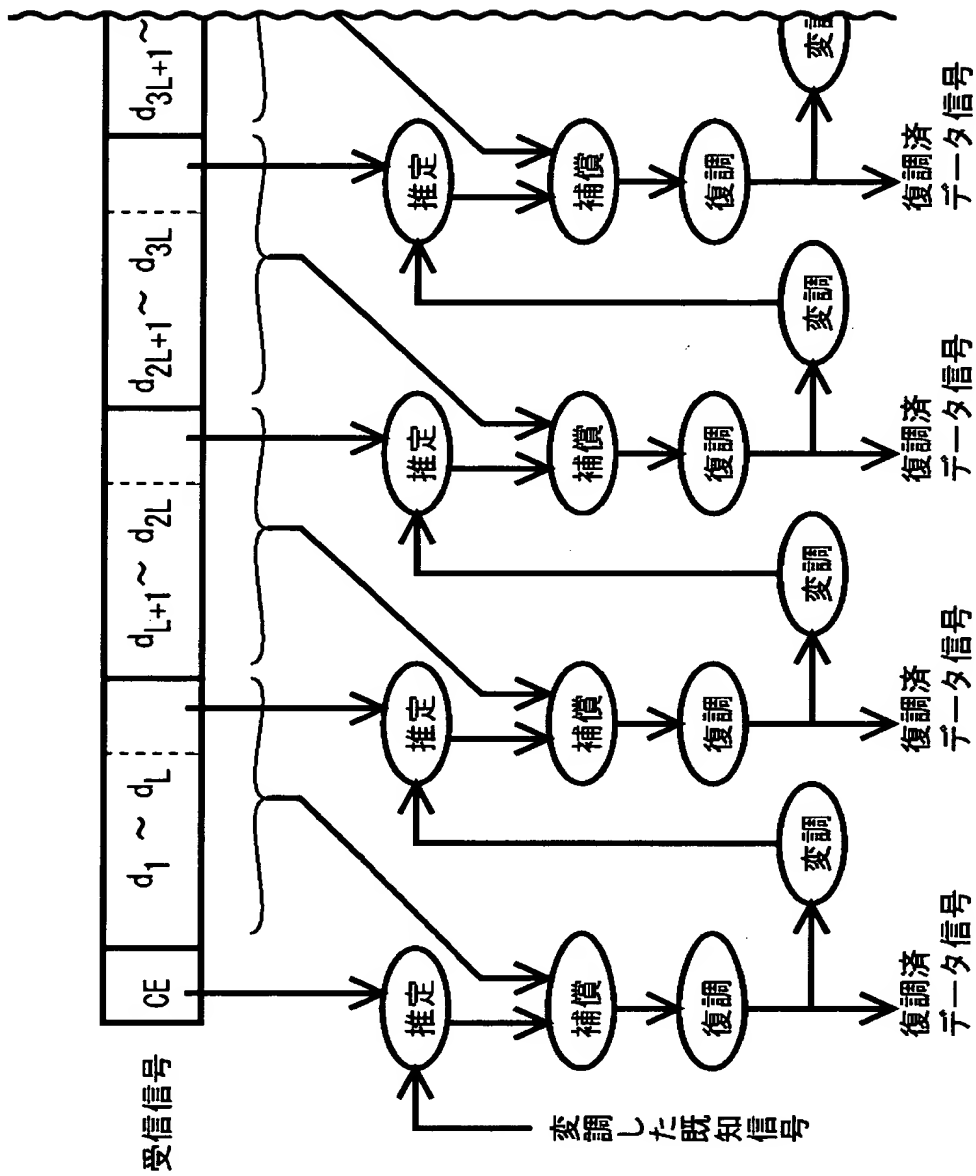 受信信号
CE
d1 ~ dL
dL+1 ~ d2L
d2L+1 ~ d3L
d3L+1 ~
変調した既知信号
推定
推定
推定
推定
補償
補償
補償
補償
復調
復調
復調
復調
変調
変調
変調
復調済
データ信号
復調済
データ信号
復調済
データ信号
復調済
データ信号